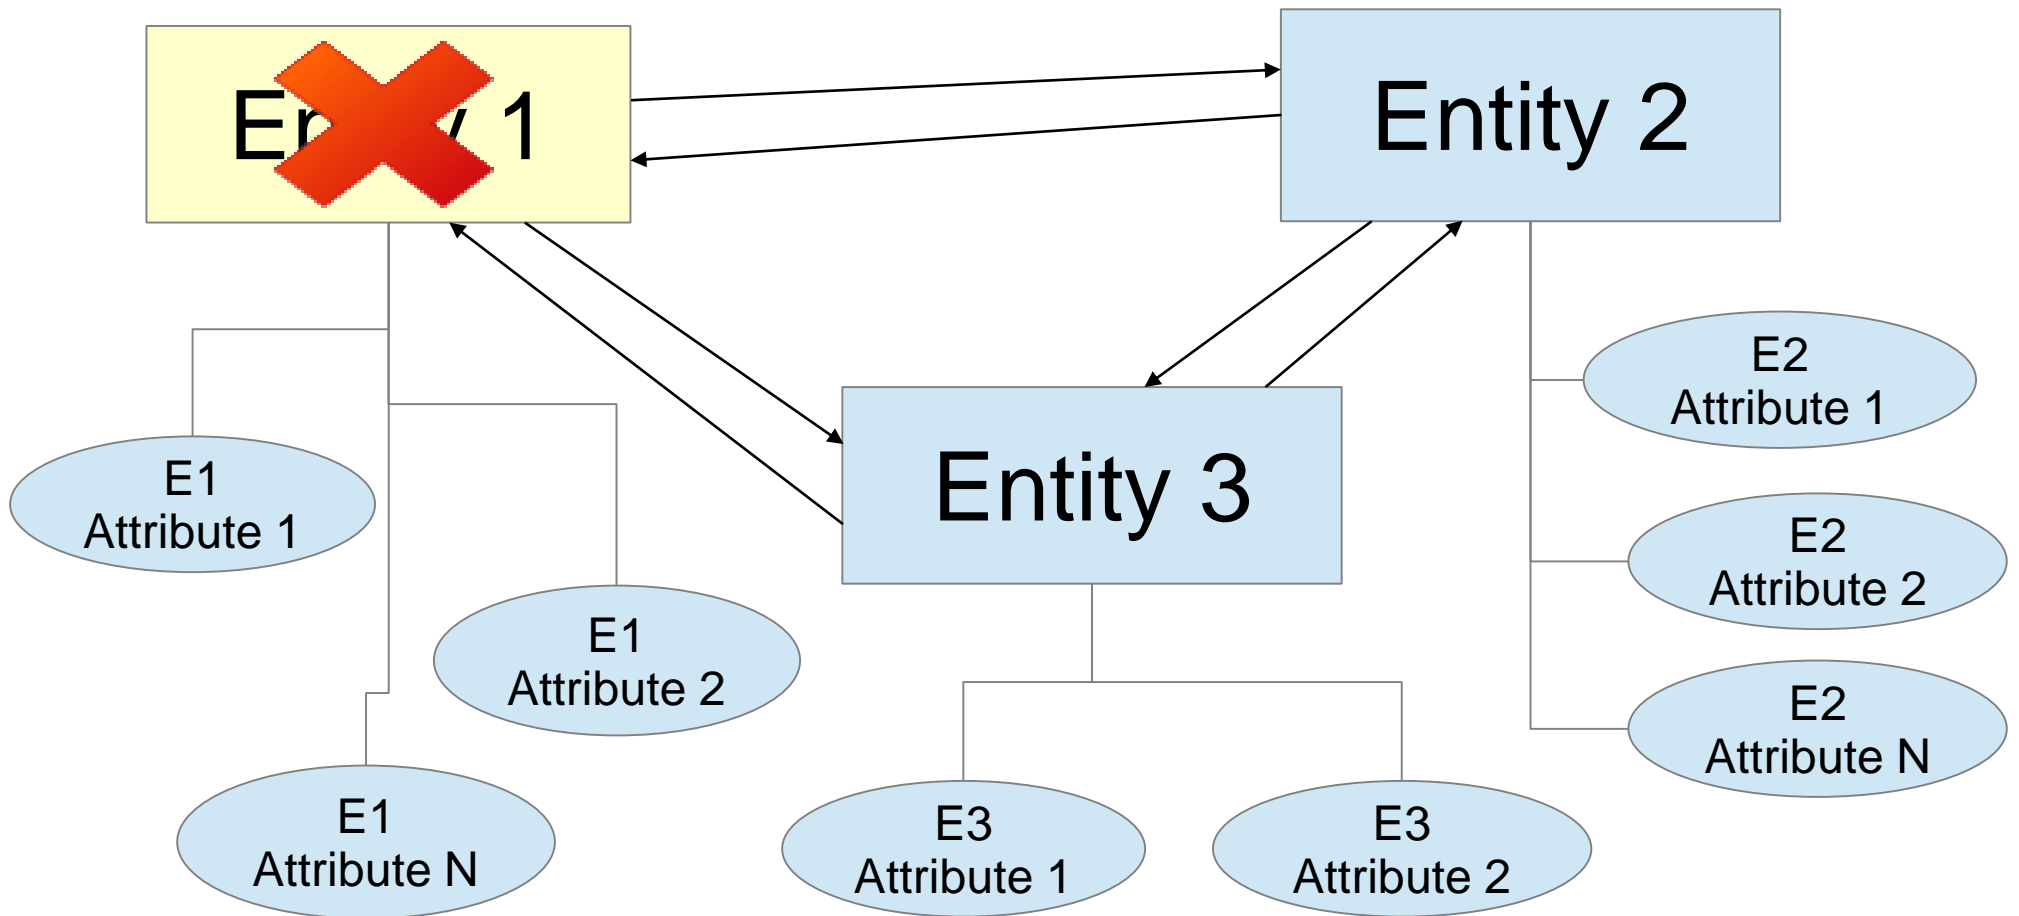 1
Entity 2
Entity 3
E1
Attribute 1
E1
Attribute 2
E1
Attribute N
E2
Attribute 1
E2
Attribute 2
E2
Attribute N
E3
Attribute 1
E3
Attribute 2